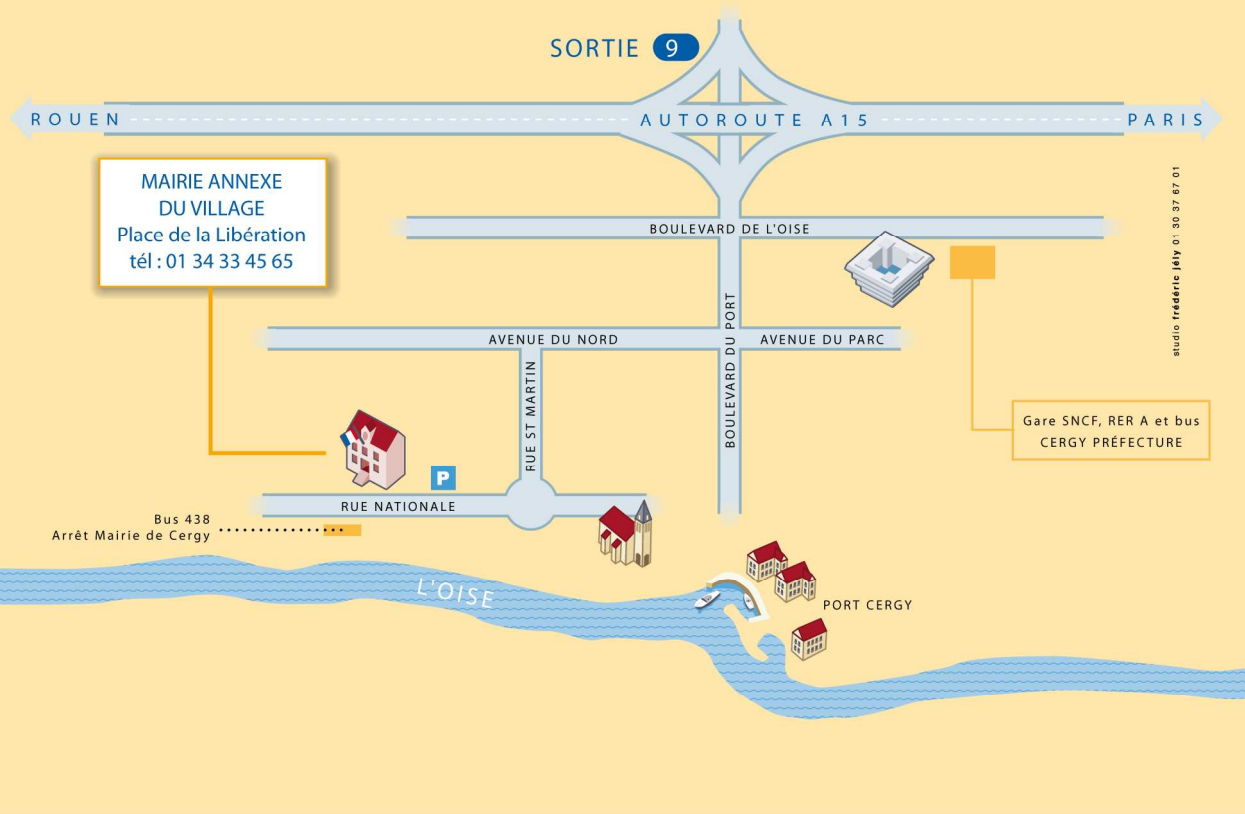 SORTIE 9
ROUEN
AUTOROUTE A15
PARIS
MAIRIE ANNEXE
DU VILLAGE
Place de la Libération
tél : 01 34 33 45 65
BOULEVARD DE L'OISE
studio frédéric jély 01 30 37 67 01
AVENUE DU NORD
BOULEVARD DU PORT
AVENUE DU PARC
RUE ST MARTIN
Gare SNCF, RER A et bus
CERGY PRÉFECTURE
P
RUE NATIONALE
Bus 438
Arrêt Mairie de Cergy
L'OISE
PORT CERGY